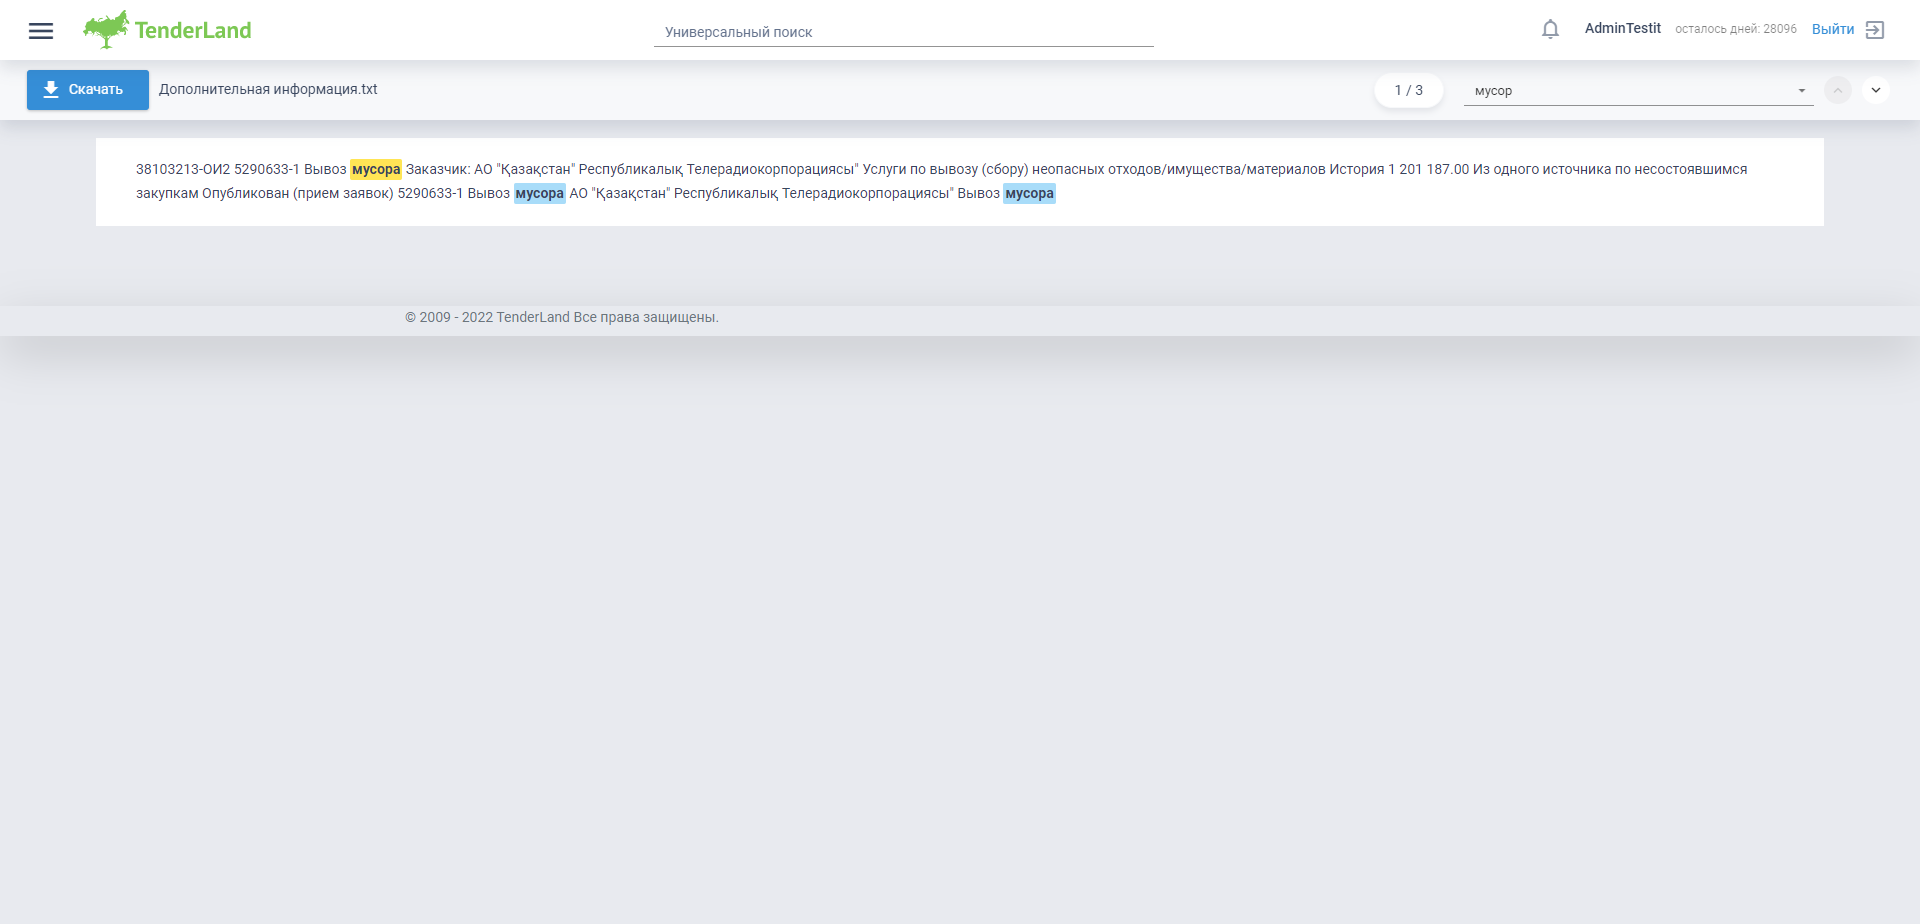 TenderLand
Универсальный поиск
AdminTestit осталось дней: 28096 Выйти
Скачать Дополнительная информация.txt
1 / 3 мусор
38103213-ОИ2 5290633-1 Вывоз мусора Заказчик: АО "Қазақстан" Республикалық Телерадиокорпорациясы" Услуги по вывозу (сбору) неопасных отходов/имущества/материалов История 1 201 187.00 Из одного источника по несостоявшимся
закупкам Опубликован (прием заявок) 5290633-1 Вывоз мусора АО "Қазақстан" Республикалық Телерадиокорпорациясы" Вывоз мусора
© 2009 - 2022 TenderLand Все права защищены.